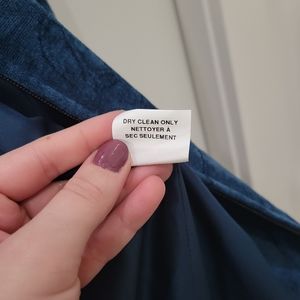 DRY CLEAN ONLY
NETTOYER À
SEC SEULEMENT